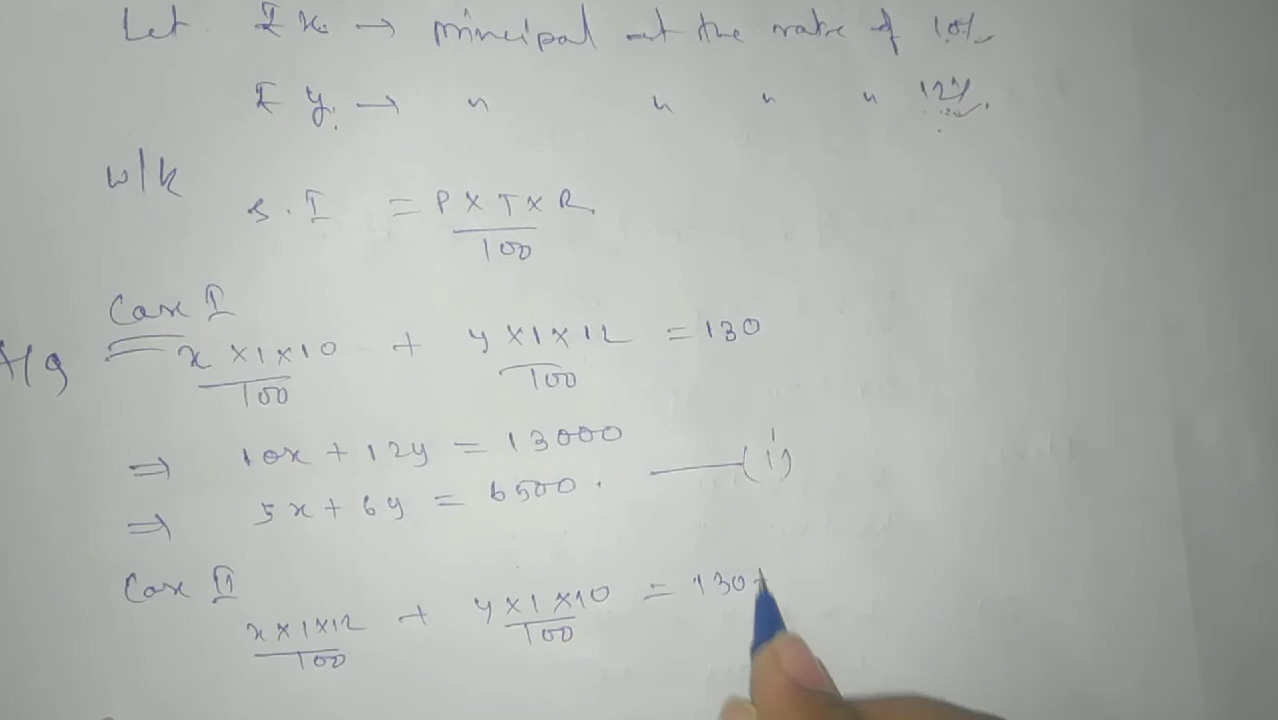 Let ₹ x → principal at the rate of 10%
₹ y → " " " " 12%.
w/k
S.I = P × T × R
100
Case I
x × 1 × 10 + y × 1 × 12 = 130
100 100
⇒ 10x + 12y = 13000
⇒ 5x + 6y = 6500. ——(i)
Case II
x × 1 × 12 + y × 1 × 10 = 130
100 100